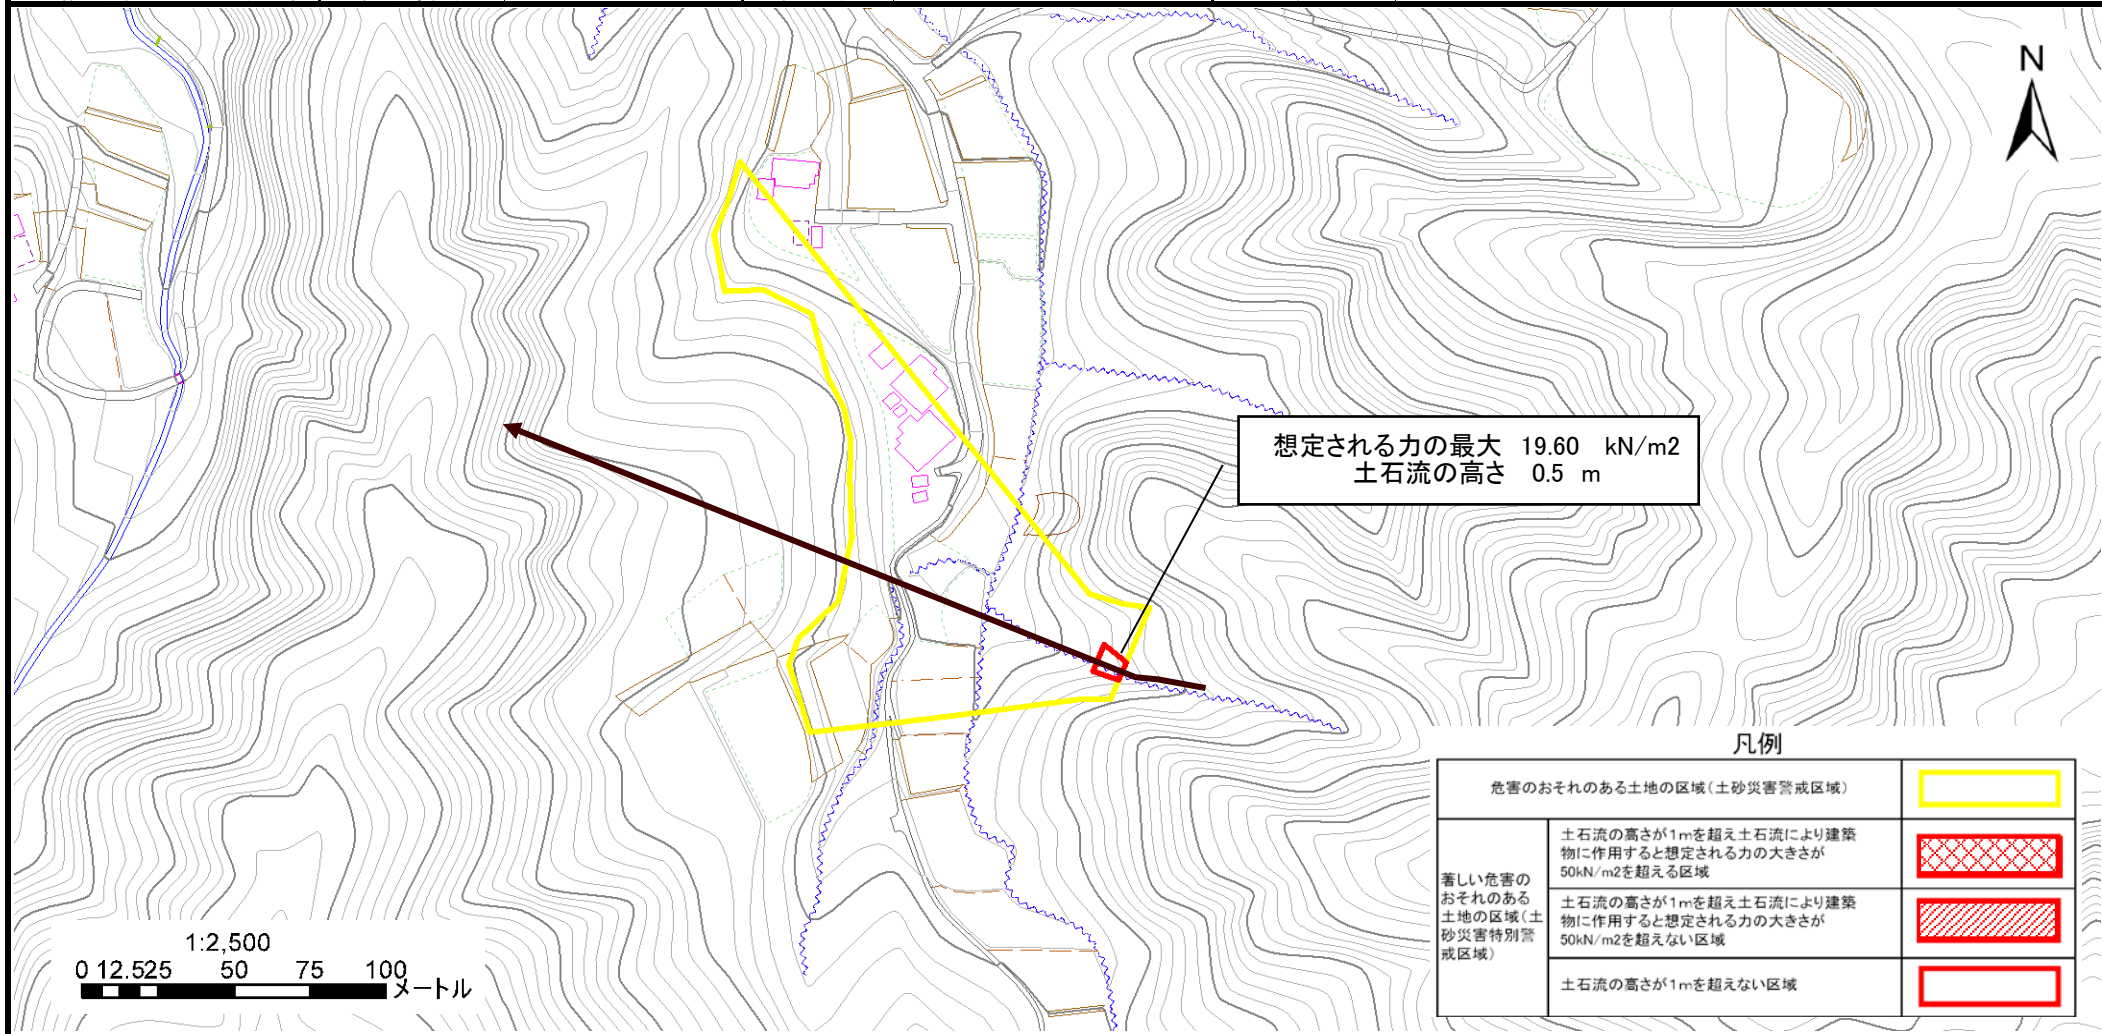 N
想定される力の最大 19.60 kN/m2
土石流の高さ 0.5 m
凡例
危害のおそれのある土地の区域(土砂災害警戒区域)
著しい危害の
おそれのある
土地の区域(土
砂災害特別警
戒区域)
土石流の高さが1mを超え土石流により建築
物に作用すると想定される力の大きさが
50kN/m2を超える区域
土石流の高さが1mを超え土石流により建築
物に作用すると想定される力の大きさが
50kN/m2を超えない区域
土石流の高さが1mを超えない区域
1:2,500
0 12.525 50 75 100
メートル